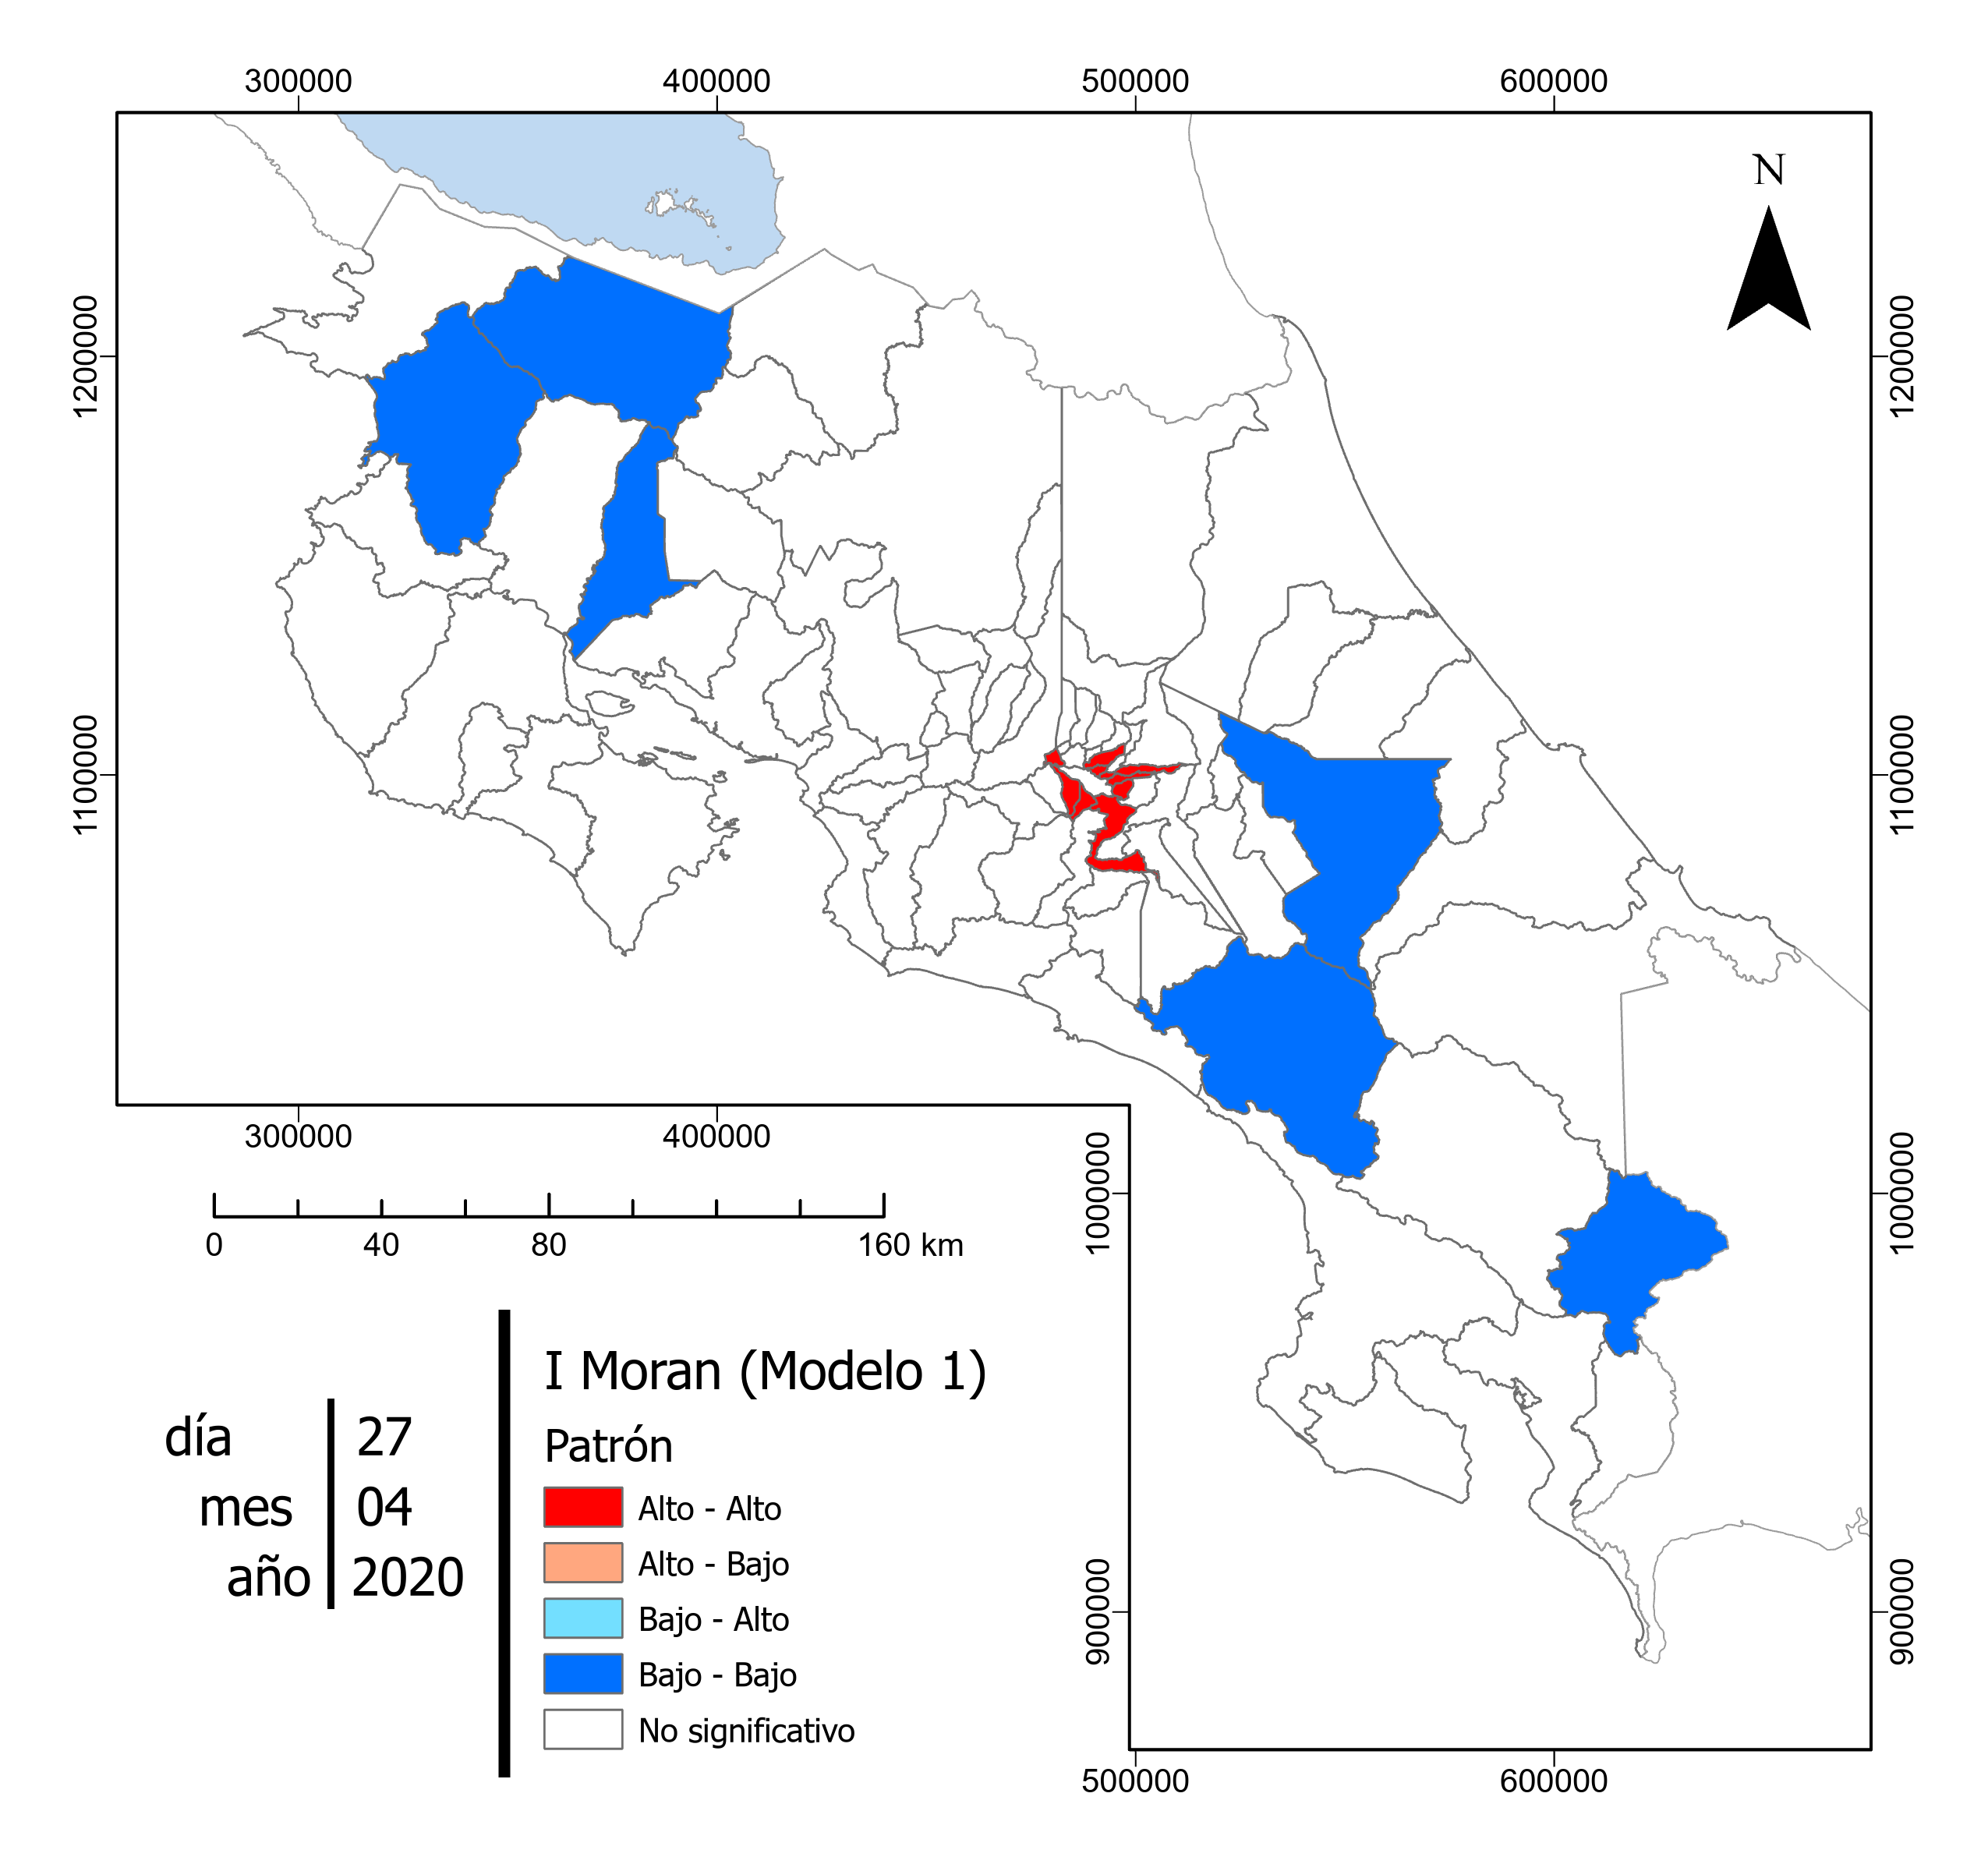 300000 400000 500000 600000
N
1200000 1200000
1100000 1100000
300000 400000
1000000 1000000
0 40 80 160 km
I Moran (Modelo 1)
día 27
mes 04
año 2020
Patrón
Alto - Alto
Alto - Bajo
Bajo - Alto
Bajo - Bajo
No significativo
900000 900000
500000 600000